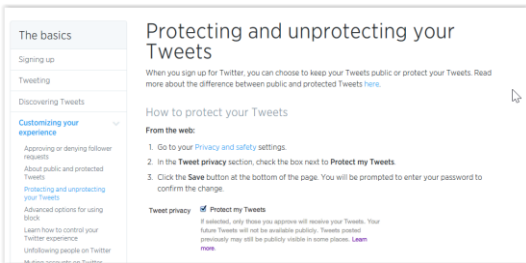 The basics
Signing up
Tweeting
Discovering Tweets
Customizing your
experience
Approving or denying follower
requests
About public and protected
Tweets
Protecting and unprotecting
your Tweets
Advanced options for using
block
Learn how to control your
Twitter experience
Unfollowing people on Twitter
Muting accounts on Twitter
Protecting and unprotecting your
Tweets
When you sign up for Twitter, you can choose to keep your Tweets public or protect your Tweets. Read
more about the difference between public and protected Tweets here.
How to protect your Tweets
From the web:
1. Go to your Privacy and safety settings.
2. In the Tweet privacy section, check the box next to Protect my Tweets.
3. Click the Save button at the bottom of the page. You will be prompted to enter your password to
confirm the change.
Tweet privacy Protect my Tweets
If selected, only those you approve will receive your Tweets. Your
future Tweets will not be available publicly. Tweets posted
previously may still be publicly visible in some places. Learn
more.